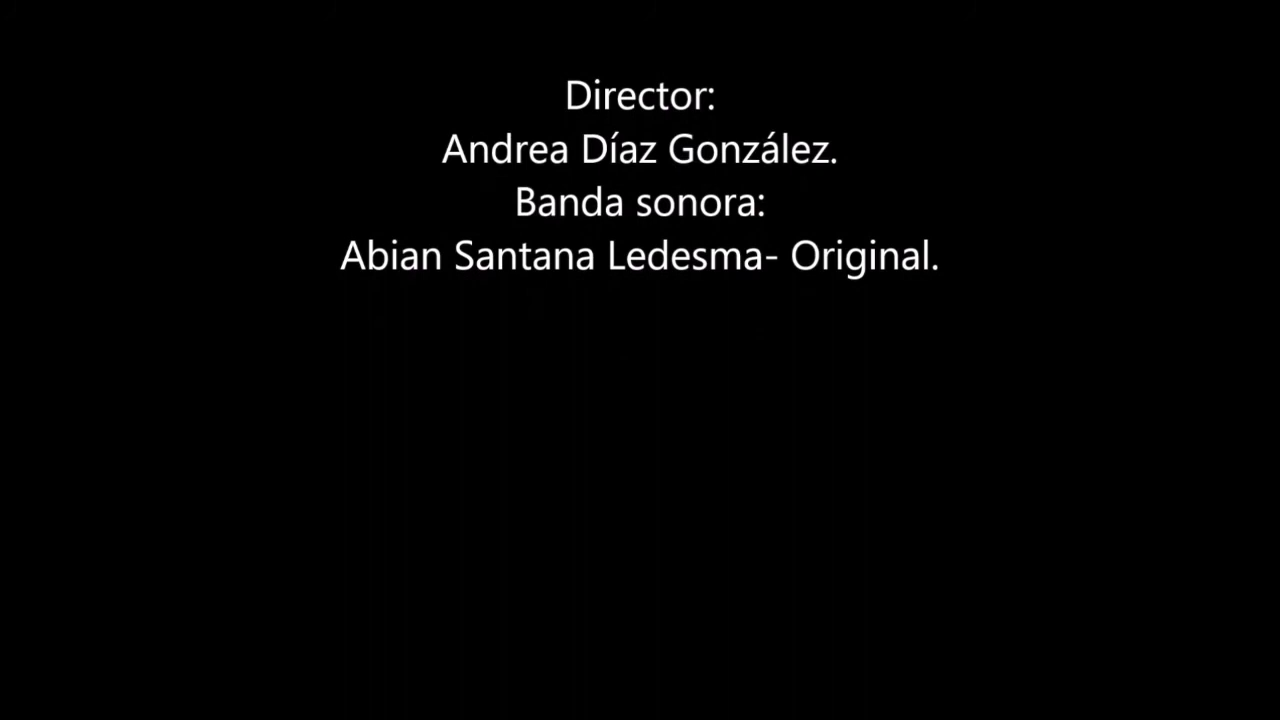 Director:
Andrea Díaz González.
Banda sonora:
Abian Santana Ledesma- Original.